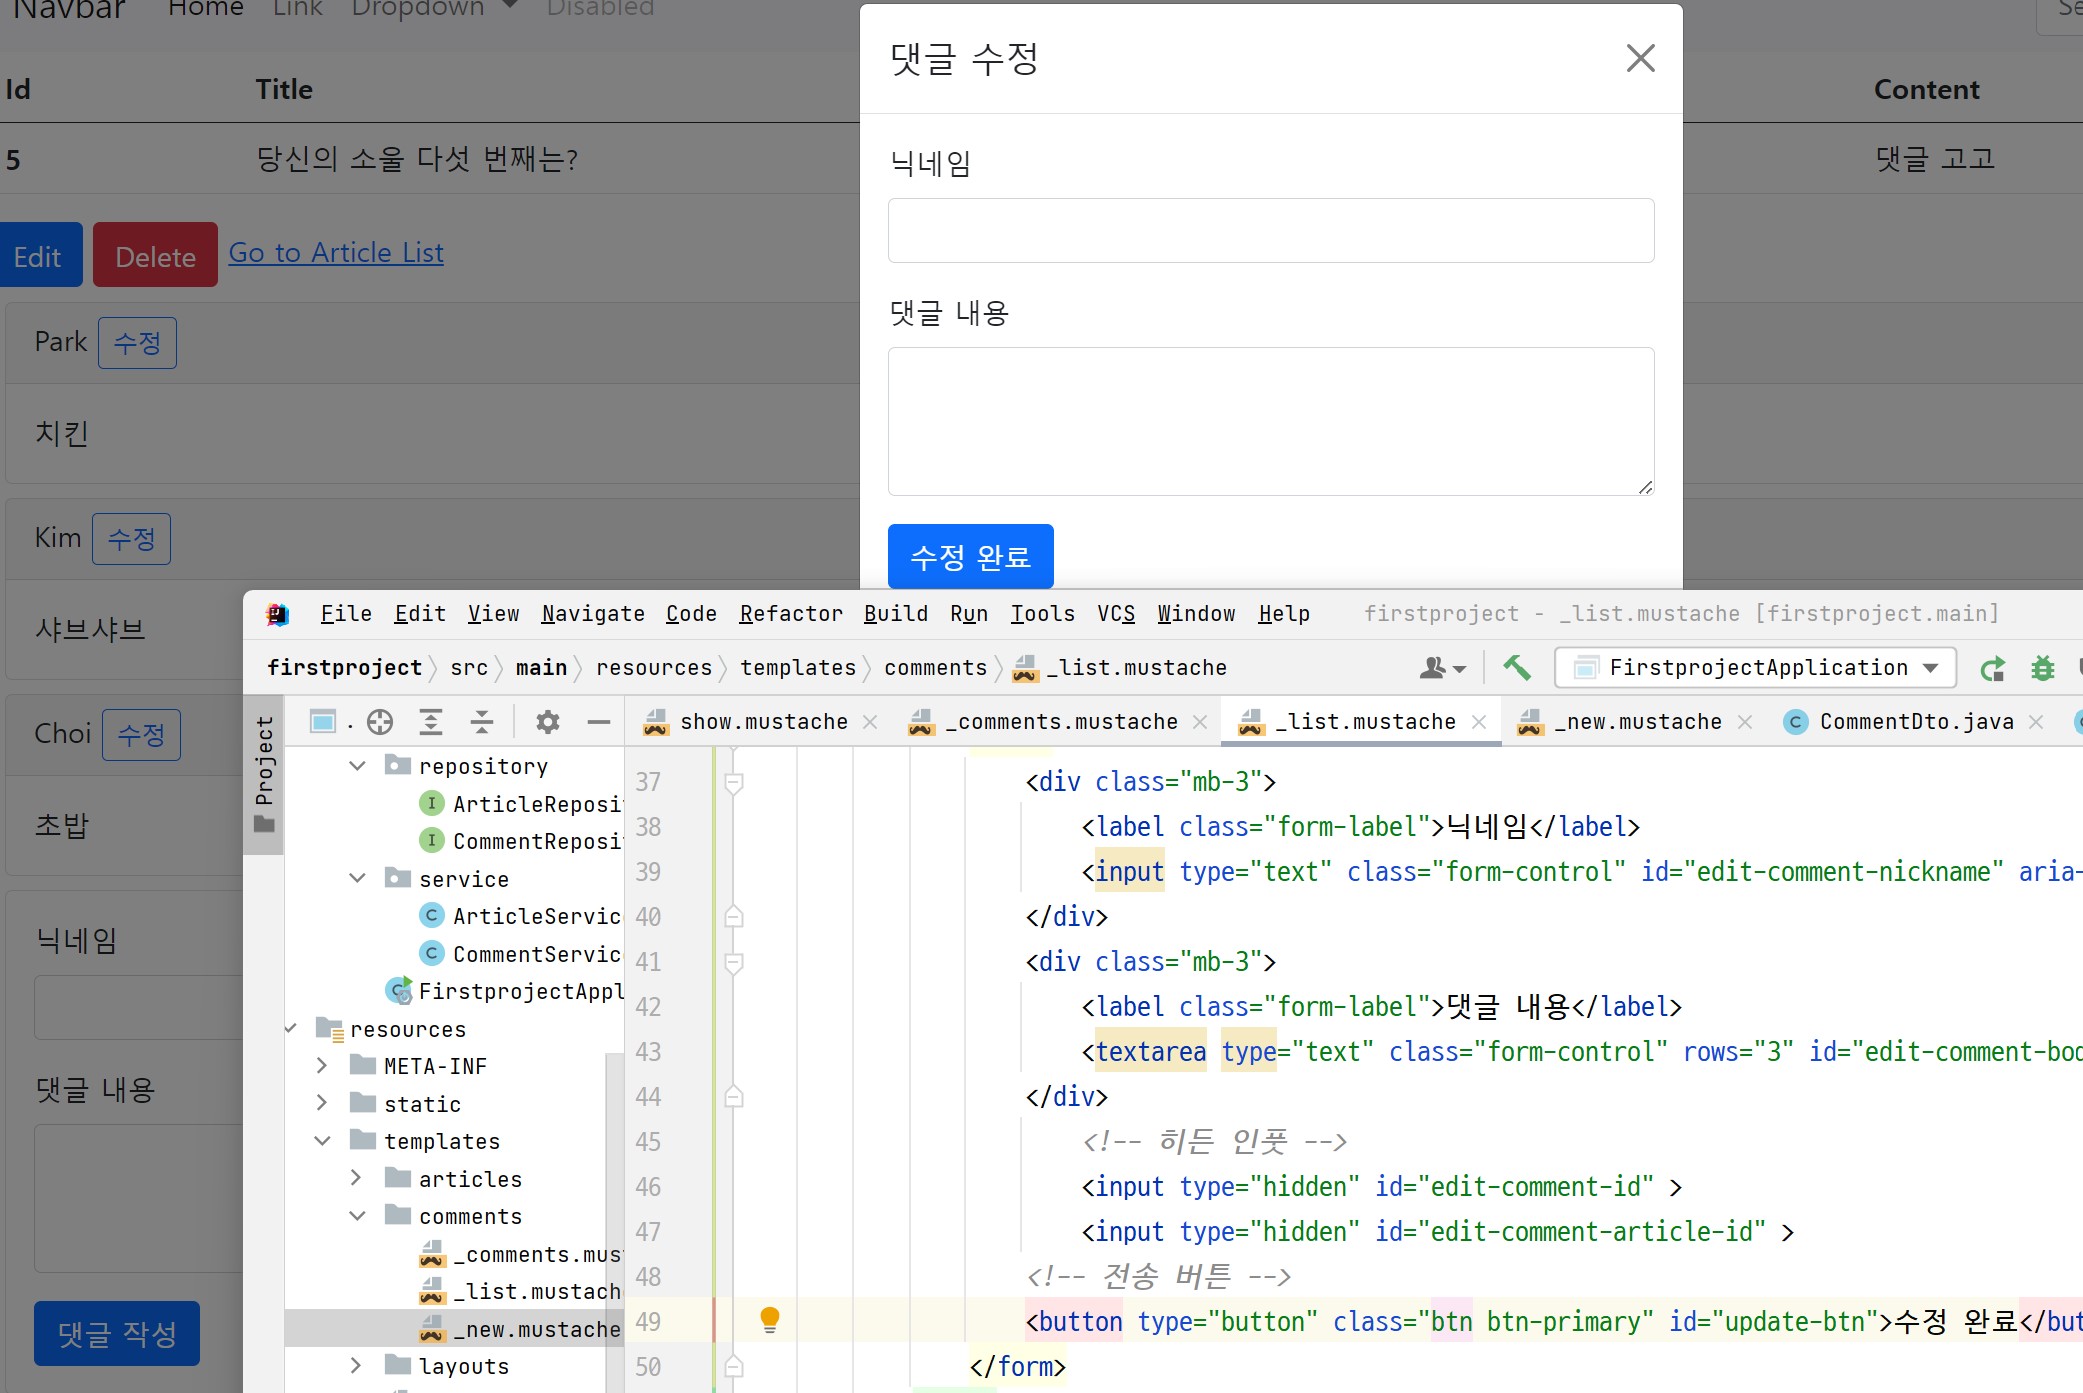 Navbar Home Link Dropdown Disabled Se
Id Title Content
5 당신의 소울 다섯 번째는? 댓글 고고
Edit Delete Go to Article List
Park 수정
치킨
Kim 수정
샤브샤브
Choi 수정
초밥
닉네임
댓글 내용
댓글 작성
댓글 수정
닉네임
댓글 내용
수정 완료
File Edit View Navigate Code Refactor Build Run Tools VCS Window Help firstproject - _list.mustache [firstproject.main]
firstproject src main resources templates comments _list.mustache FirstprojectApplication
Project
show.mustache _comments.mustache _list.mustache _new.mustache CommentDto.java
repository
ArticleReposi
CommentReposi
service
ArticleServic
CommentServic
FirstprojectAppl
resources
META-INF
static
templates
articles
comments
_comments.mus
_list.mustach
_new.mustache
layouts
37 <div class="mb-3">
38 <label class="form-label">닉네임</label>
39 <input type="text" class="form-control" id="edit-comment-nickname" aria-
40 </div>
41 <div class="mb-3">
42 <label class="form-label">댓글 내용</label>
43 <textarea type="text" class="form-control" rows="3" id="edit-comment-bod
44 </div>
45 <!-- 히든 인풋 -->
46 <input type="hidden" id="edit-comment-id" >
47 <input type="hidden" id="edit-comment-article-id" >
48 <!-- 전송 버튼 -->
49 <button type="button" class="btn btn-primary" id="update-btn">수정 완료</but
50 </form>